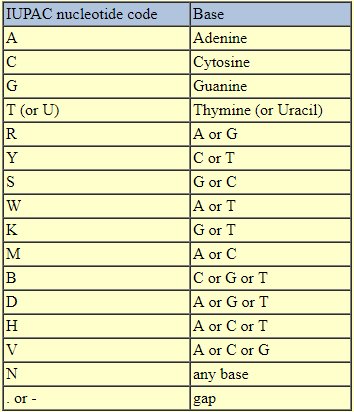 IUPAC nucleotide code Base
A Adenine
C Cytosine
G Guanine
T (or U) Thymine (or Uracil)
R A or G
Y C or T
S G or C
W A or T
K G or T
M A or C
B C or G or T
D A or G or T
H A or C or T
V A or C or G
N any base
. or - gap